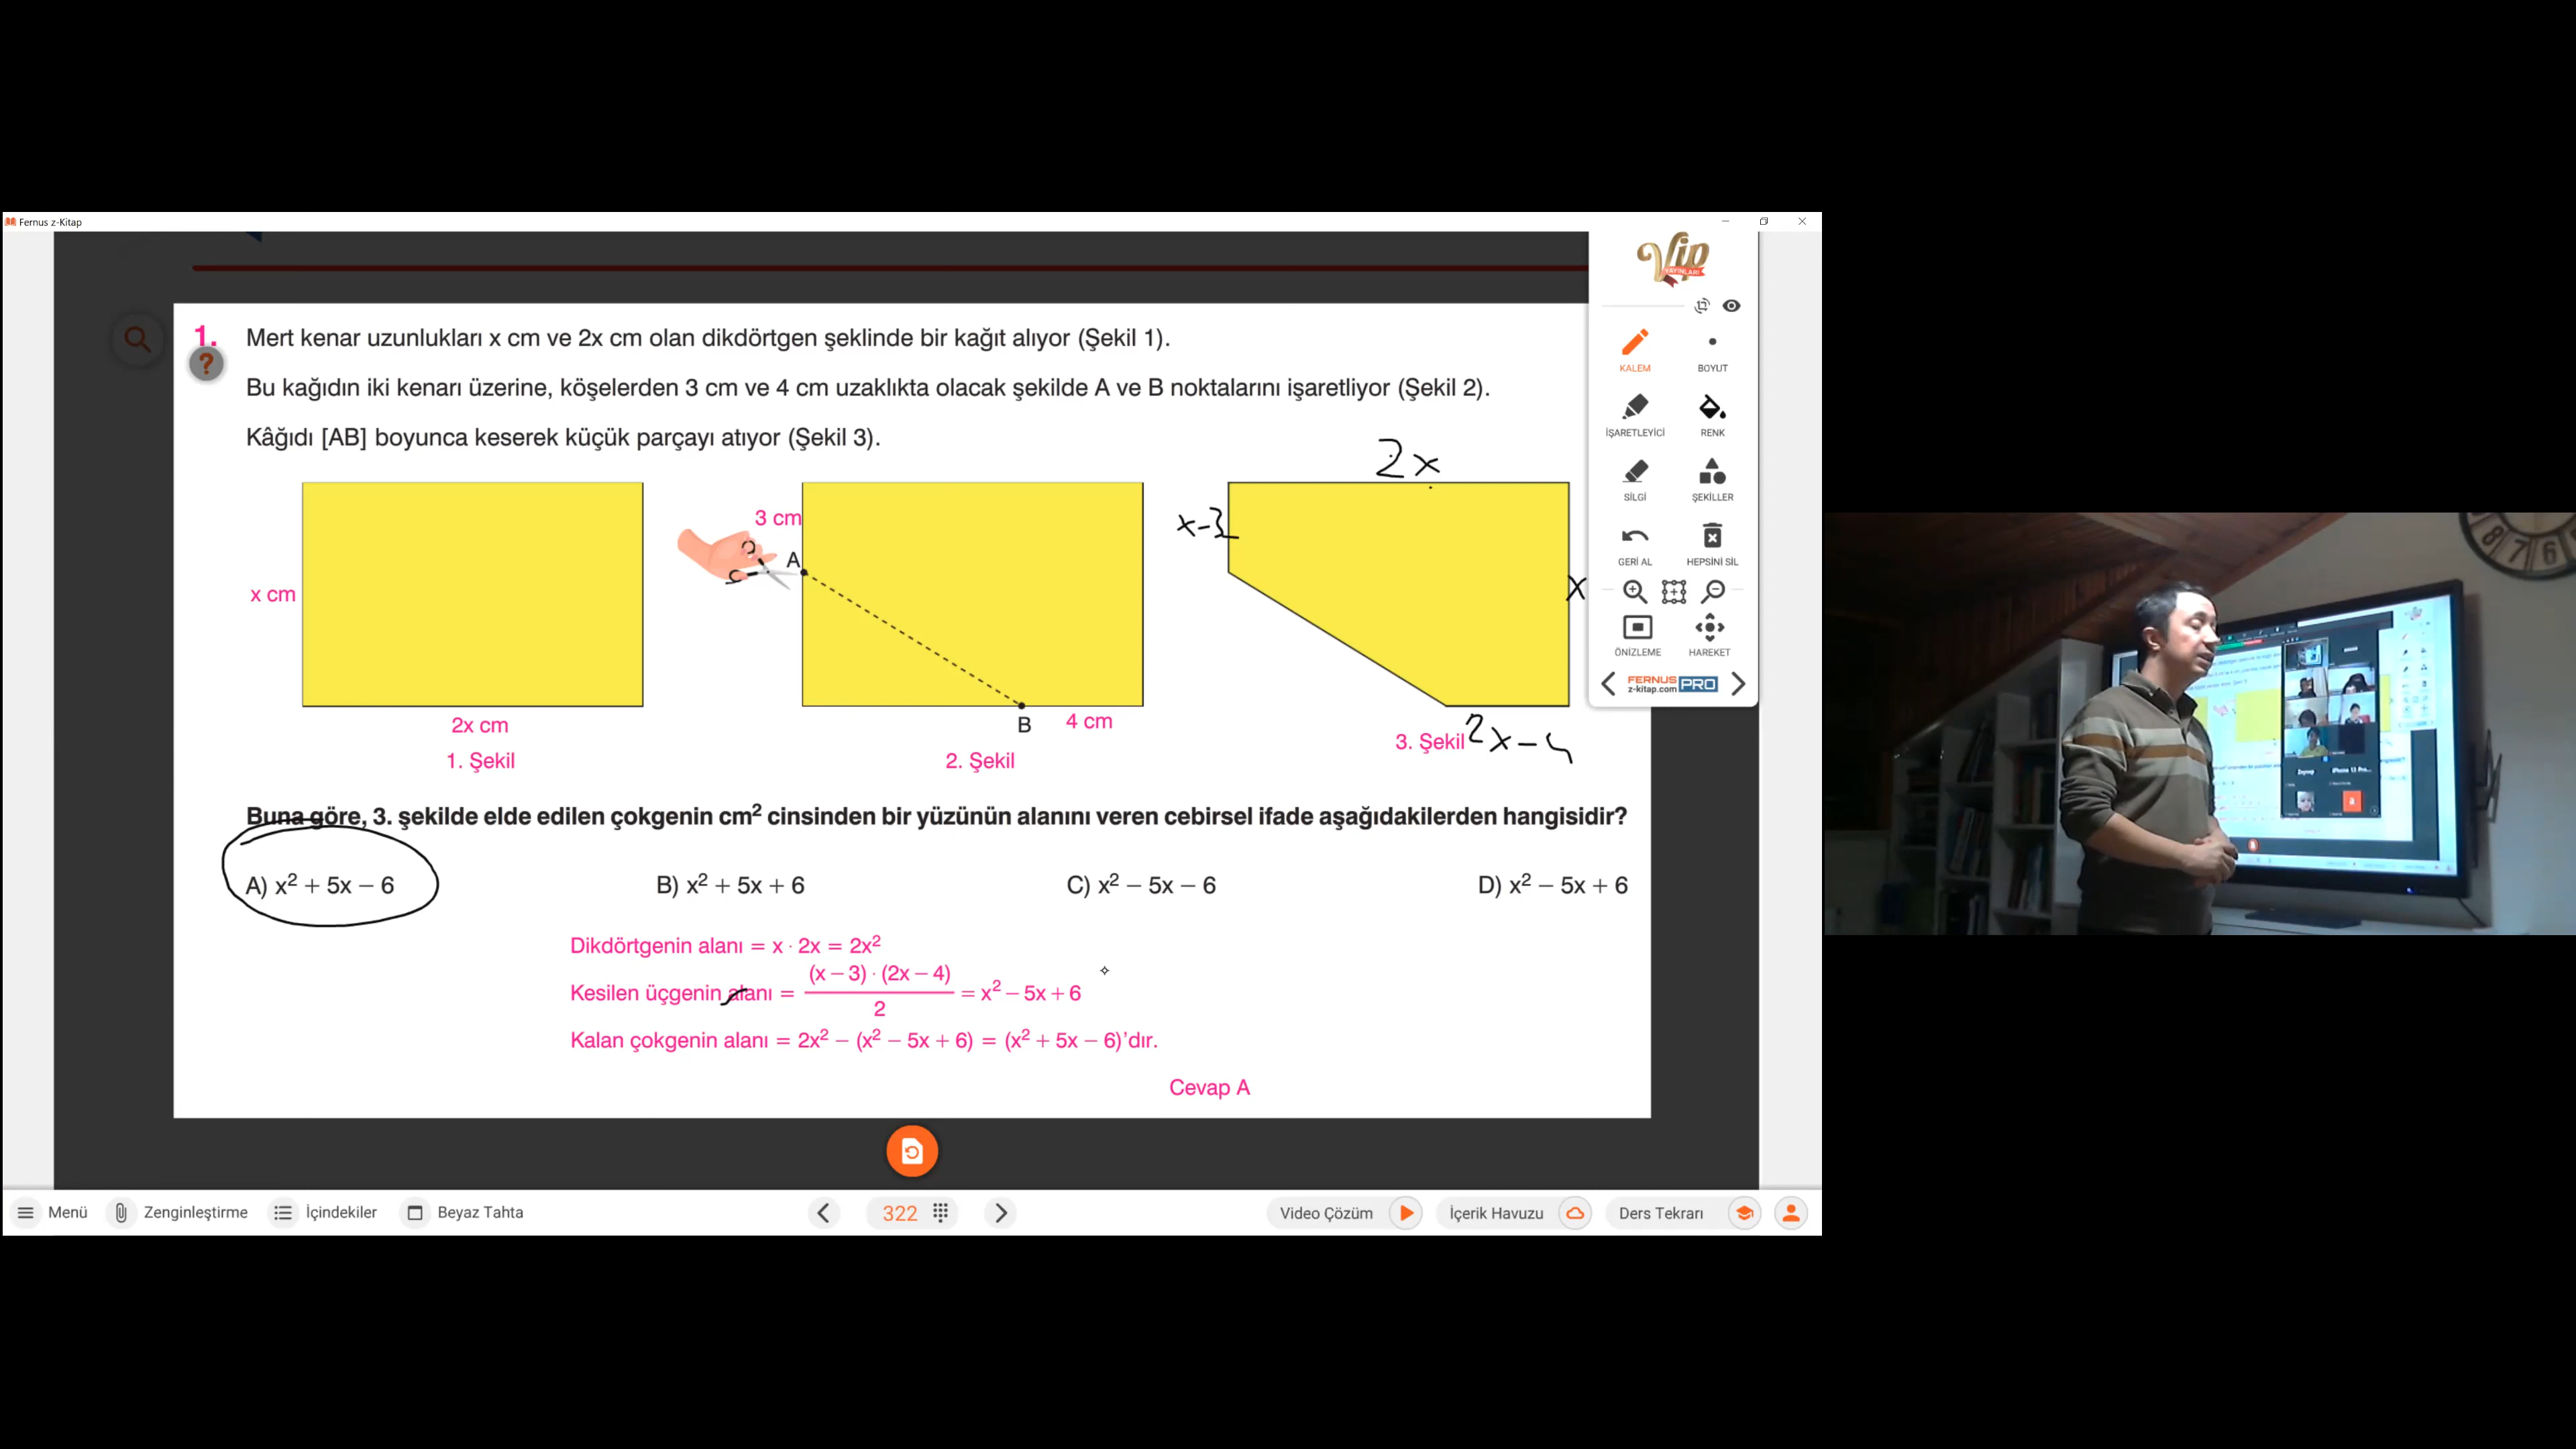 Fernus z-Kitap
Vip
YAYINLARI
1. Mert kenar uzunlukları x cm ve 2x cm olan dikdörtgen şeklinde bir kağıt alıyor (Şekil 1).
?
Bu kağıdın iki kenarı üzerine, köşelerden 3 cm ve 4 cm uzaklıkta olacak şekilde A ve B noktalarını işaretliyor (Şekil 2).
Kâğıdı [AB] boyunca keserek küçük parçayı atıyor (Şekil 3).
KALEM BOYUT
İŞARETLEYİCİ RENK
SİLGİ ŞEKİLLER
GERİ AL HEPSİNİ SİL
ÖNİZLEME HAREKET
FERNUS
z-kitap.com PRO
x cm
2x cm
1. Şekil
3 cm
A
B
4 cm
2. Şekil
2x
x-3
x
3. Şekil
2x-4
Buna göre, 3. şekilde elde edilen çokgenin cm² cinsinden bir yüzünün alanını veren cebirsel ifade aşağıdakilerden hangisidir?
A) x² + 5x − 6 B) x² + 5x + 6 C) x² − 5x − 6 D) x² − 5x + 6
Dikdörtgenin alanı = x · 2x = 2x²
Kesilen üçgenin alanı = (x − 3) · (2x − 4) / 2 = x² − 5x + 6
Kalan çokgenin alanı = 2x² − (x² − 5x + 6) = (x² + 5x − 6)'dır.
Cevap A
Menü Zenginleştirme İçindekiler Beyaz Tahta 322 Video Çözüm İçerik Havuzu Ders Tekrarı
8 7 6